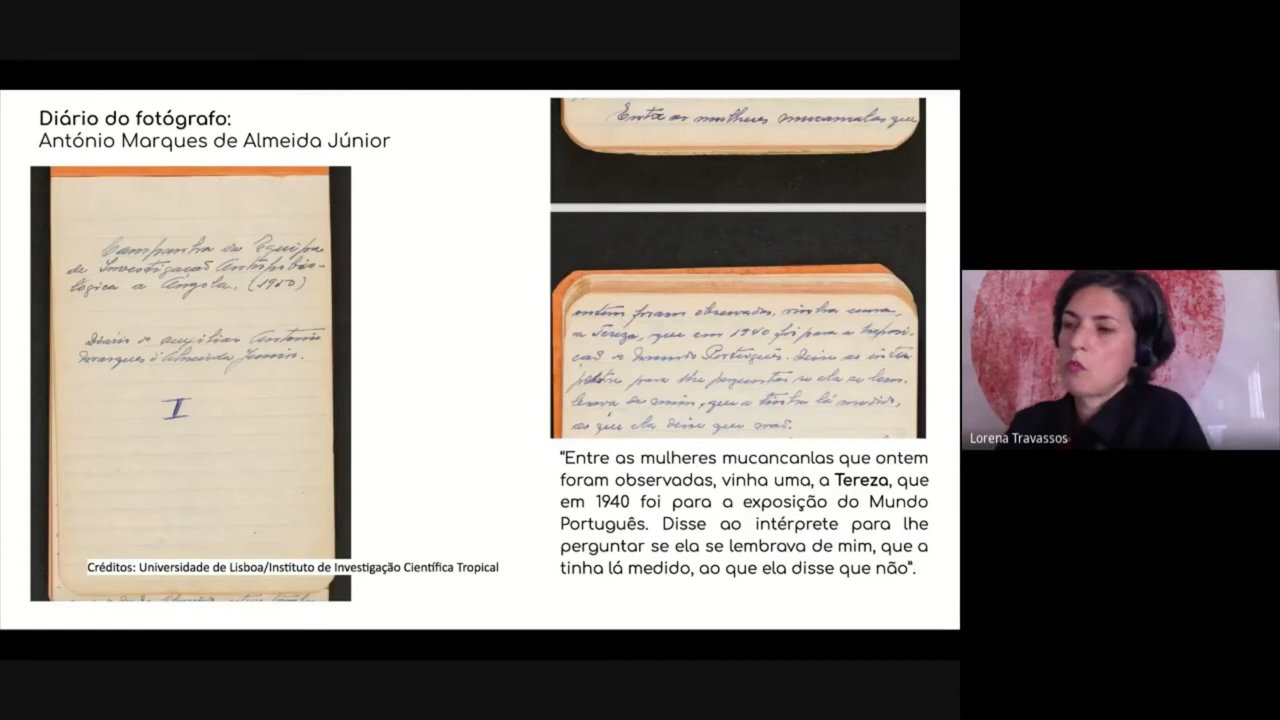 Diário do fotógrafo:
António Marques de Almeida Júnior
Campanha da Equipa
de Investigação Antropobio-
lógica a Angola. (1950)
Diário do auxiliar António
Marques d'Almeida Junior.
I
Créditos: Universidade de Lisboa/Instituto de Investigação Científica Tropical
Entre as mulheres mucancalas que
ontem foram observadas, vinha uma,
a Tereza, que em 1940 foi para a Exposi-
ção do Mundo Português. Disse ao intér
prete para lhe perguntar se ela se lem-
brava de mim, que a tinha lá medido,
ao que ela disse que não.
“Entre as mulheres mucancanlas que ontem
foram observadas, vinha uma, a Tereza, que
em 1940 foi para a exposição do Mundo
Português. Disse ao intérprete para lhe
perguntar se ela se lembrava de mim, que a
tinha lá medido, ao que ela disse que não”.
Lorena Travassos